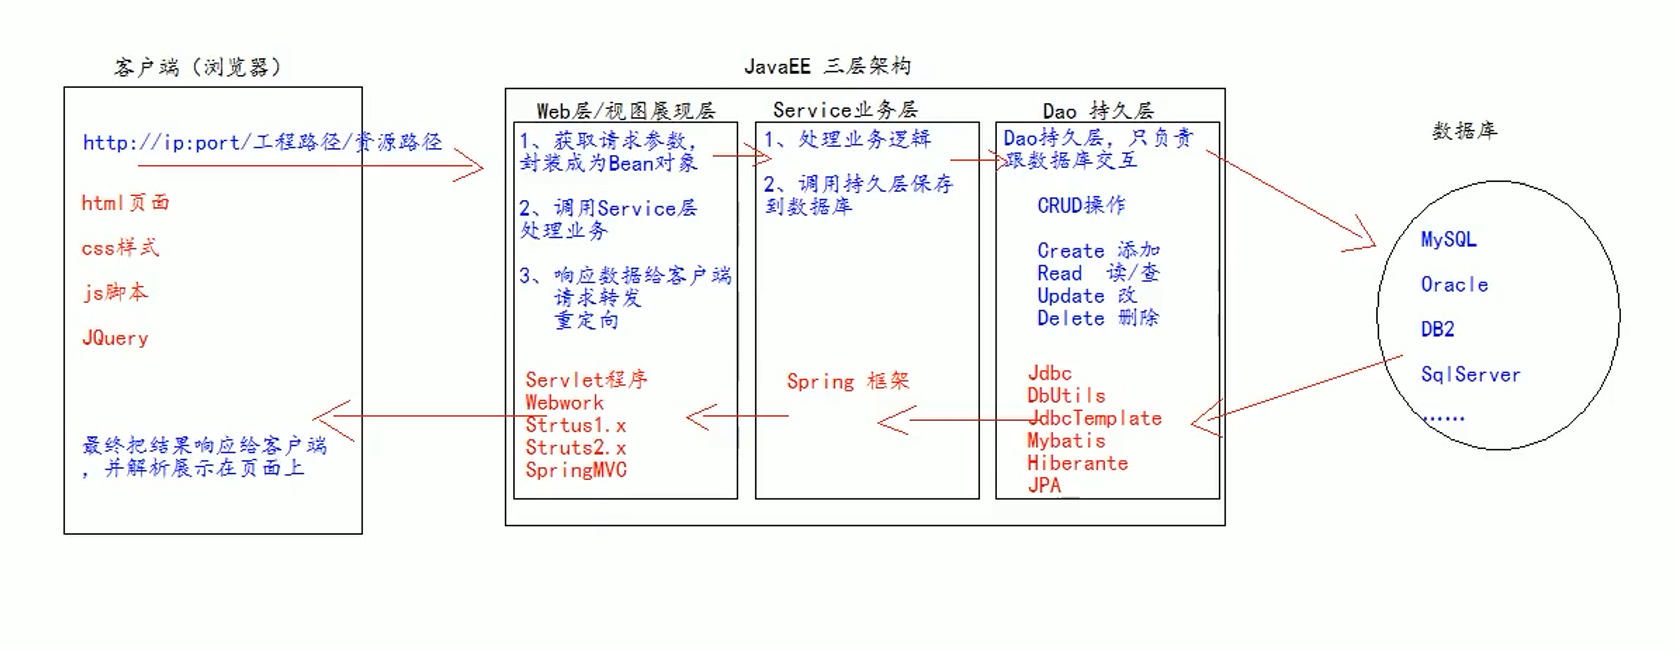 客户端（浏览器）
http://ip:port/工程路径/资源路径
html页面
css样式
js脚本
JQuery
最终把结果响应给客户端
，并解析展示在页面上
JavaEE 三层架构
Web层/视图展现层
1、获取请求参数，
封装成为Bean对象
2、调用Service层
处理业务
3、响应数据给客户端
请求转发
重定向
Servlet程序
Webwork
Strtus1.x
Struts2.x
SpringMVC
Service业务层
1、处理业务逻辑
2、调用持久层保存
到数据库
Spring 框架
Dao 持久层
Dao持久层，只负责
跟数据库交互
CRUD操作
Create 添加
Read 读/查
Update 改
Delete 删除
Jdbc
DbUtils
JdbcTemplate
Mybatis
Hiberante
JPA
数据库
MySQL
Oracle
DB2
SqlServer
......